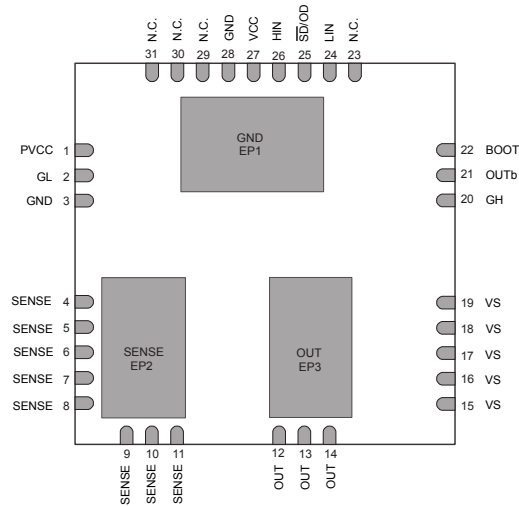 N.C.
N.C.
N.C.
GND
VCC
HIN
SD/OD
LIN
N.C.
31 30 29 28 27 26 25 24 23
GND
EP1
PVCC 1
GL 2
GND 3
22 BOOT
21 OUTb
20 GH
SENSE 4
SENSE 5
SENSE 6
SENSE 7
SENSE 8
SENSE
EP2
OUT
EP3
19 VS
18 VS
17 VS
16 VS
15 VS
9 10 11 12 13 14
SENSE
SENSE
SENSE
OUT
OUT
OUT